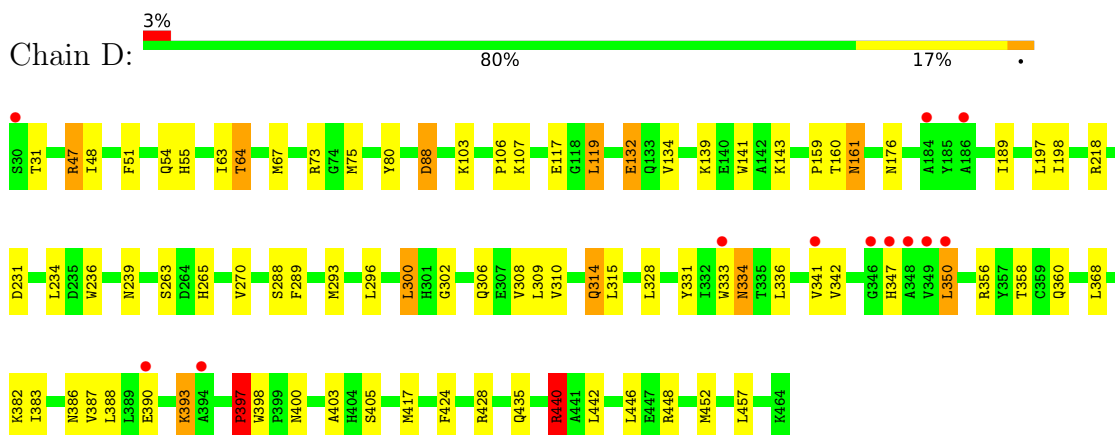 3%
Chain D:
80%
17%
•
S30 T31 R47 I48 F51 Q54 H55 I63 T64 M67 R73 G74 M75 Y80 D88 K103 P106 K107 E117 G118 L119 E132 Q133 V134 K139 E140 W141 A142 K143 P159 T160 N161 N176 A184 Y185 A186 I189 L197 I198 R218
D231 L234 D235 W236 N239 S263 D264 H265 V270 S288 F289 M293 L296 L300 H301 G302 Q306 E307 V308 L309 V310 Q314 L315 L328 Y331 I332 W333 N334 T335 L336 V341 V342 G346 H347 A348 V349 L350 R356 Y357 T358 C359 Q360 L368
K382 I383 N386 V387 L388 L389 E390 K393 A394 P397 W398 P399 N400 A403 H404 S405 M417 F424 R428 Q435 R440 A441 L442 L446 E447 R448 M452 L457 K464